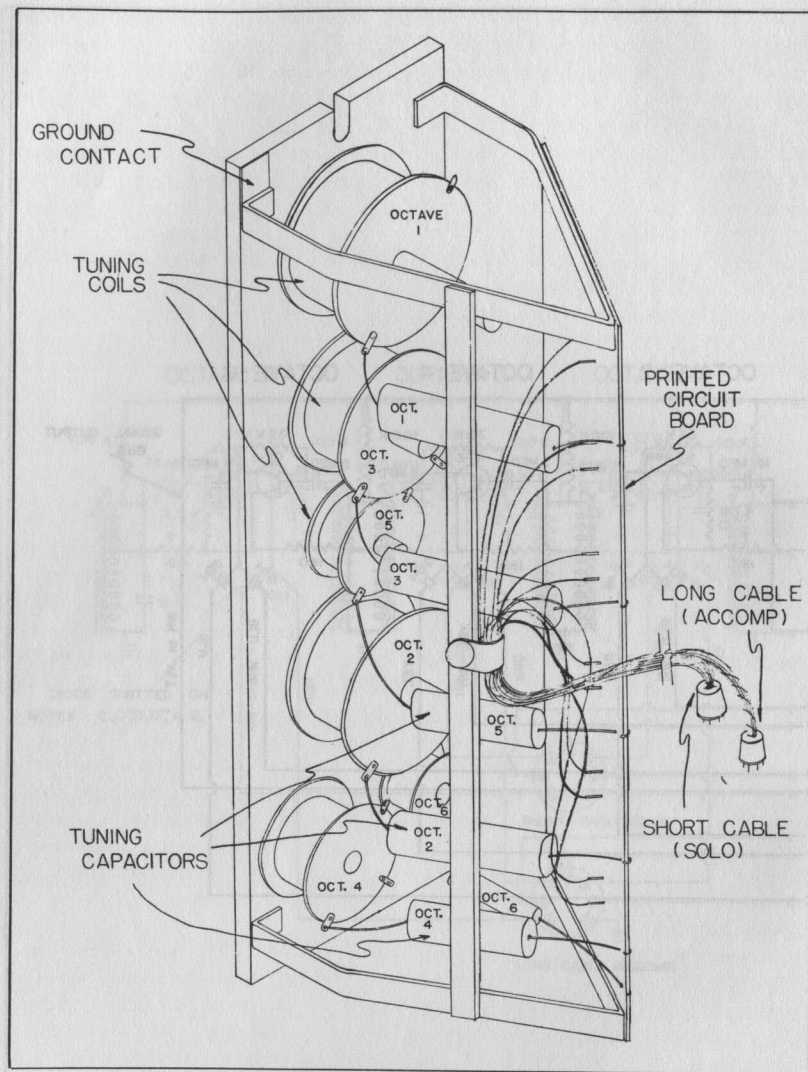 GROUND
CONTACT
OCTAVE
1
TUNING
COILS
PRINTED
CIRCUIT
BOARD
OCT.
1
OCT.
3
OCT.
5
OCT.
3
LONG CABLE
(ACCOMP)
OCT.
2
OCT.
5
OCT.
6
SHORT CABLE
(SOLO)
TUNING
CAPACITORS
OCT.
2
OCT. 4
OCT.
6
OCT.
4